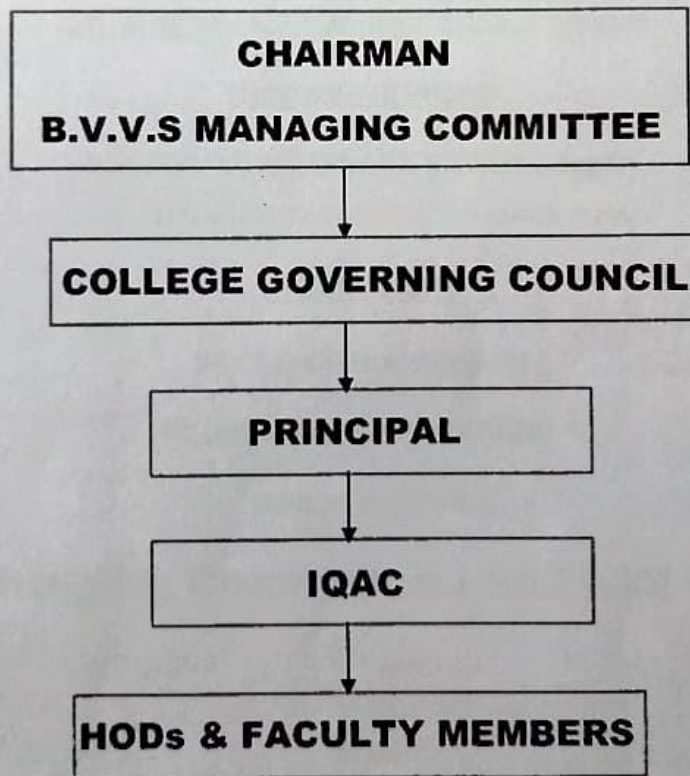 CHAIRMAN
B.V.V.S MANAGING COMMITTEE
COLLEGE GOVERNING COUNCIL
PRINCIPAL
IQAC
HODs & FACULTY MEMBERS